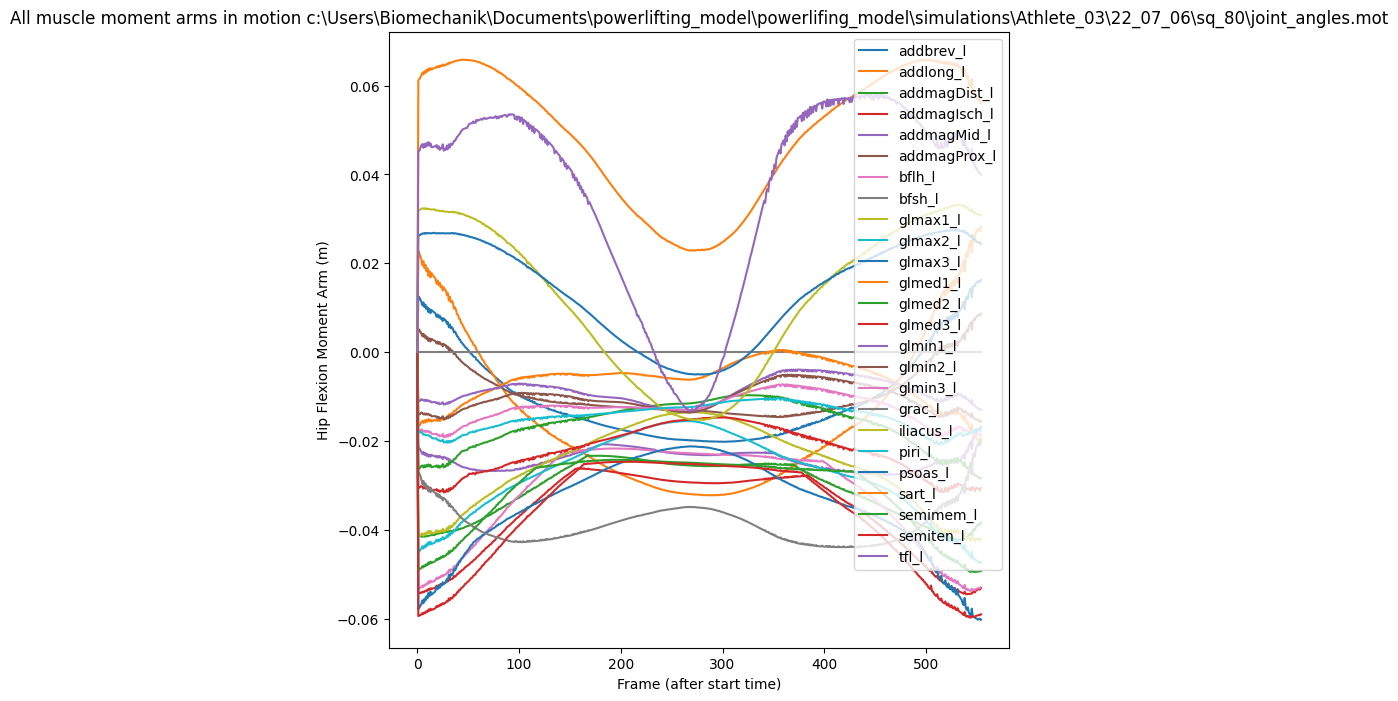 All muscle moment arms in motion c:\Users\Biomechanik\Documents\powerlifting_model\powerlifing_model\simulations\Athlete_03\22_07_06\sq_80\joint_angles.mot
Hip Flexion Moment Arm (m)
0.06
0.04
0.02
0.00
−0.02
−0.04
−0.06
0 100 200 300 400 500
Frame (after start time)
addbrev_l
addlong_l
addmagDist_l
addmagIsch_l
addmagMid_l
addmagProx_l
bflh_l
bfsh_l
glmax1_l
glmax2_l
glmax3_l
glmed1_l
glmed2_l
glmed3_l
glmin1_l
glmin2_l
glmin3_l
grac_l
iliacus_l
piri_l
psoas_l
sart_l
semimem_l
semiten_l
tfl_l